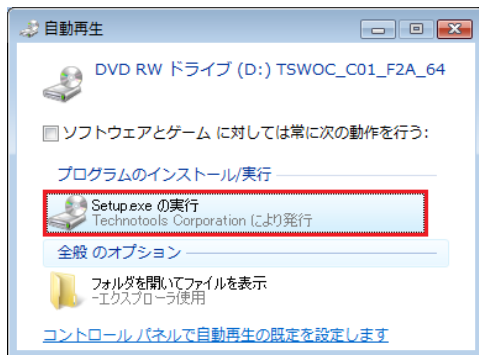 自動再生
DVD RW ドライブ (D:) TSWOC_C01_F2A_64
ソフトウェアとゲーム に対しては常に次の動作を行う:
プログラムのインストール/実行
Setup.exe の実行
Technotools Corporation により発行
全般 のオプション
フォルダを開いてファイルを表示
-エクスプローラ使用
コントロール パネルで自動再生の既定を設定します